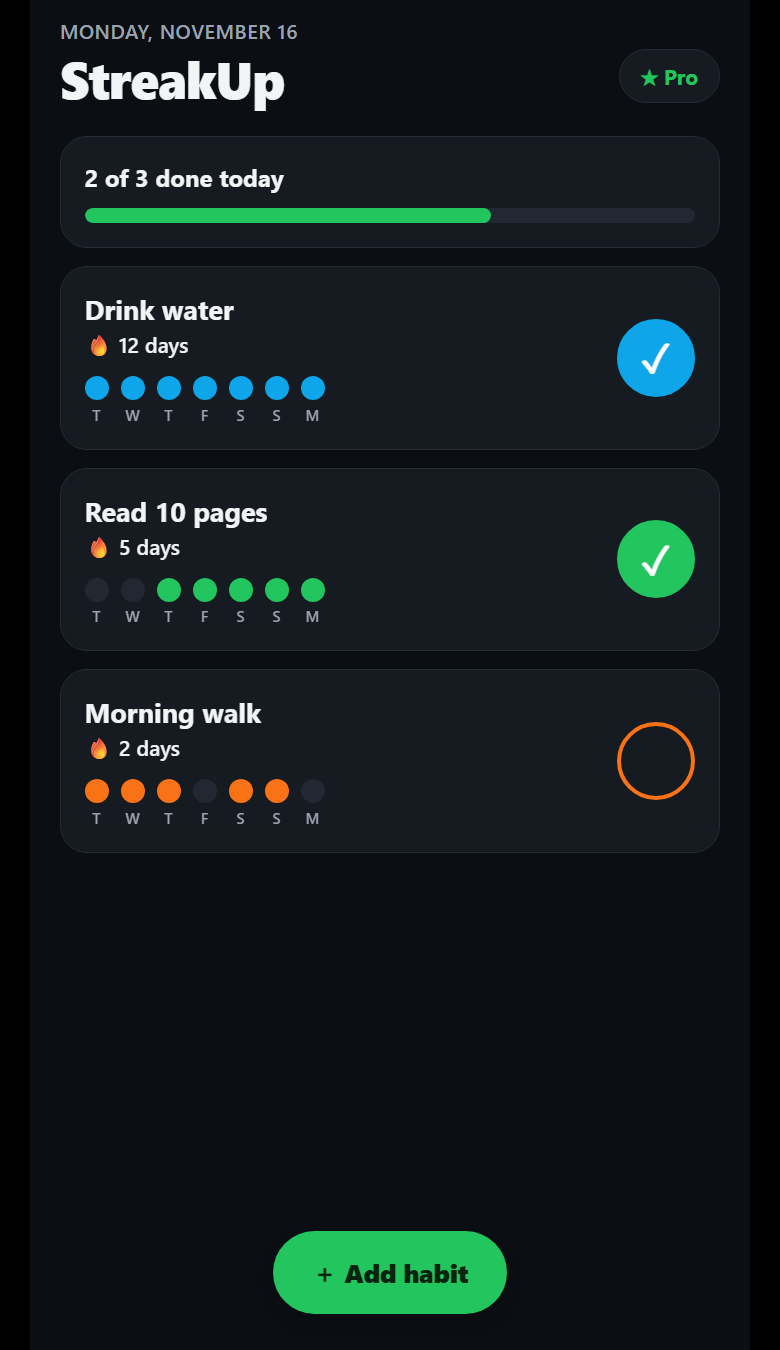 MONDAY, NOVEMBER 16
StreakUp
★ Pro
2 of 3 done today
Drink water
🔥 12 days
✓
T W T F S S M
Read 10 pages
🔥 5 days
✓
T W T F S S M
Morning walk
🔥 2 days
T W T F S S M
+ Add habit